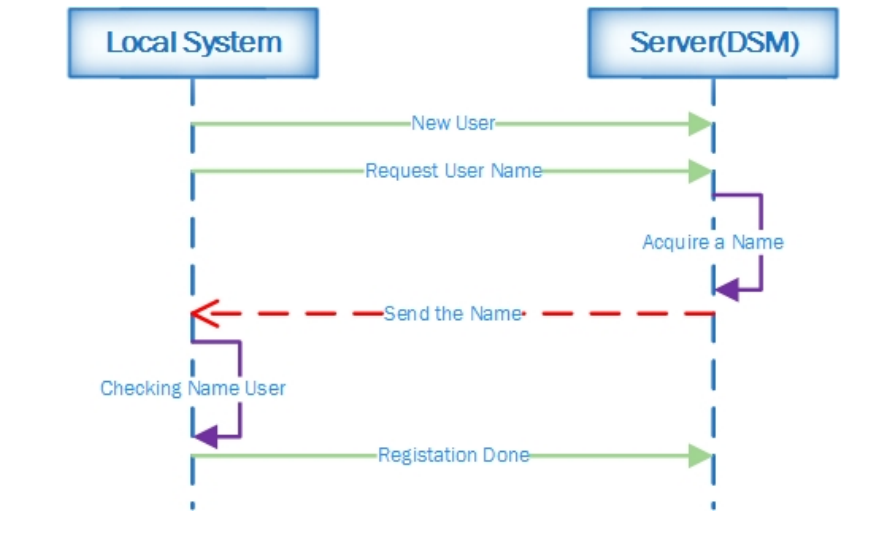 Local System
Server(DSM)
New User
Request User Name
Acquire a Name
Send the Name
Checking Name User
Registation Done